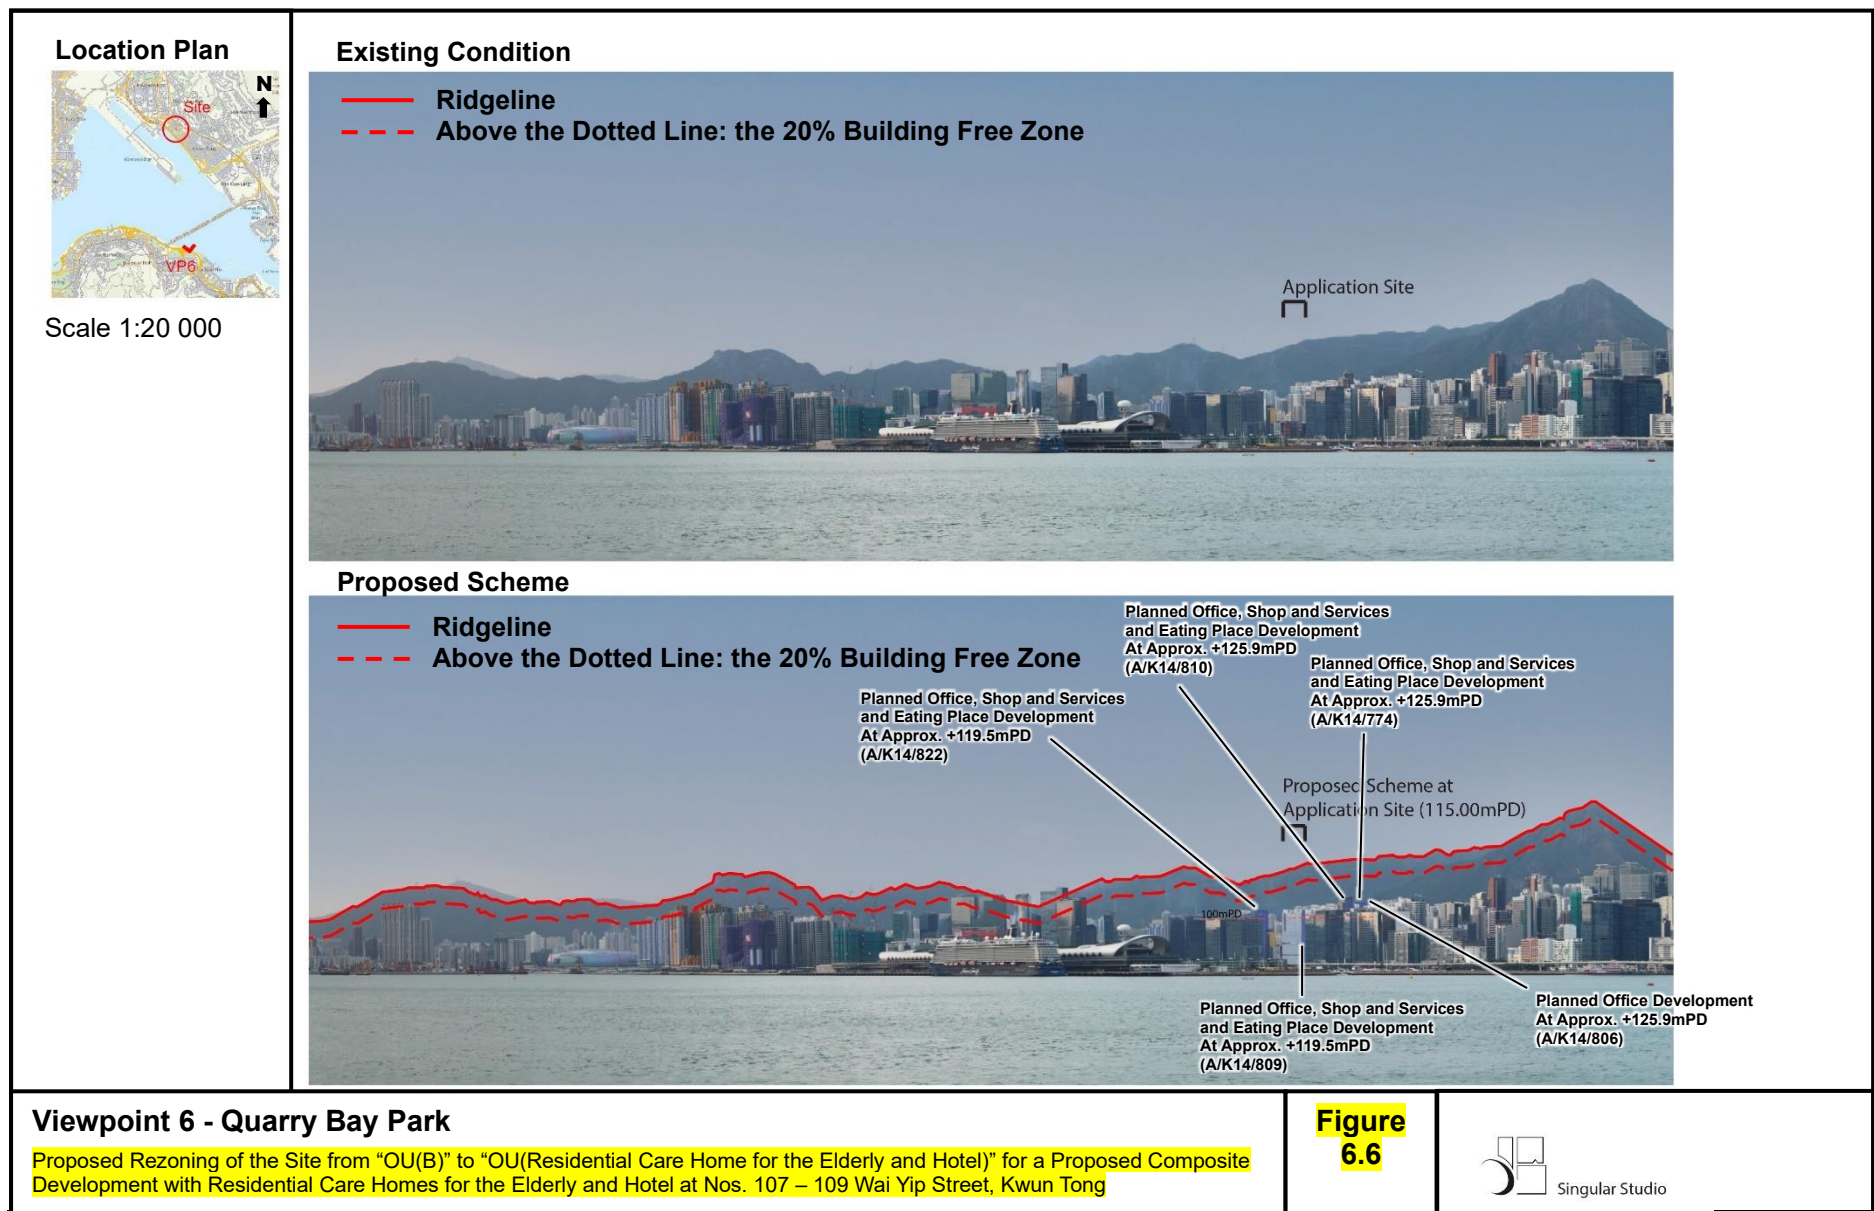 Location Plan
N
Site
VP6
Scale 1:20 000
Existing Condition
Ridgeline
Above the Dotted Line: the 20% Building Free Zone
Application Site
Proposed Scheme
Ridgeline
Above the Dotted Line: the 20% Building Free Zone
Planned Office, Shop and Services
and Eating Place Development
At Approx. +125.9mPD
(A/K14/810)
Planned Office, Shop and Services
and Eating Place Development
At Approx. +125.9mPD
(A/K14/774)
Planned Office, Shop and Services
and Eating Place Development
At Approx. +119.5mPD
(A/K14/822)
Proposed Scheme at
Application Site (115.00mPD)
100mPD
Planned Office, Shop and Services
and Eating Place Development
At Approx. +119.5mPD
(A/K14/809)
Planned Office Development
At Approx. +125.9mPD
(A/K14/806)
Viewpoint 6 - Quarry Bay Park
Proposed Rezoning of the Site from “OU(B)” to “OU(Residential Care Home for the Elderly and Hotel)” for a Proposed Composite
Development with Residential Care Homes for the Elderly and Hotel at Nos. 107 – 109 Wai Yip Street, Kwun Tong
Figure
6.6
Singular Studio